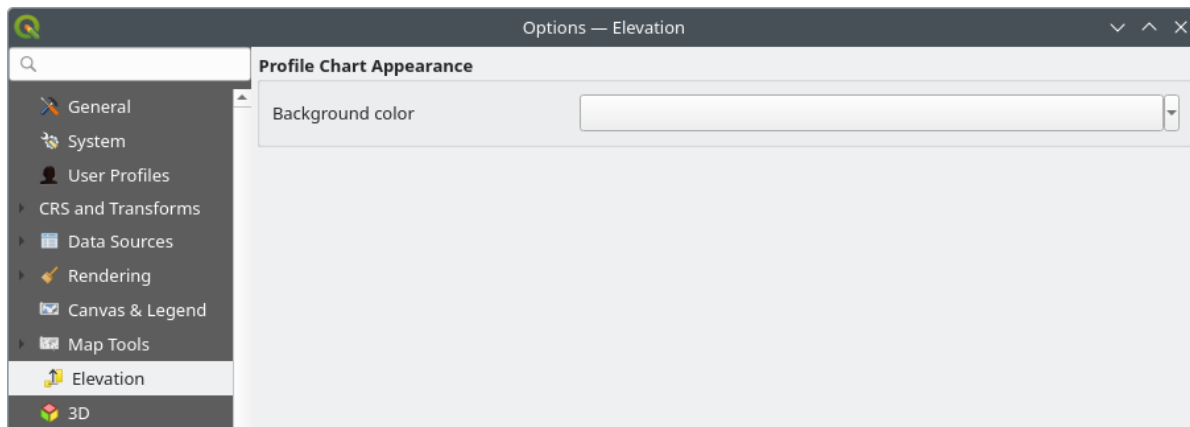 Options — Elevation
Profile Chart Appearance
Background color
General
System
User Profiles
CRS and Transforms
Data Sources
Rendering
Canvas & Legend
Map Tools
Elevation
3D